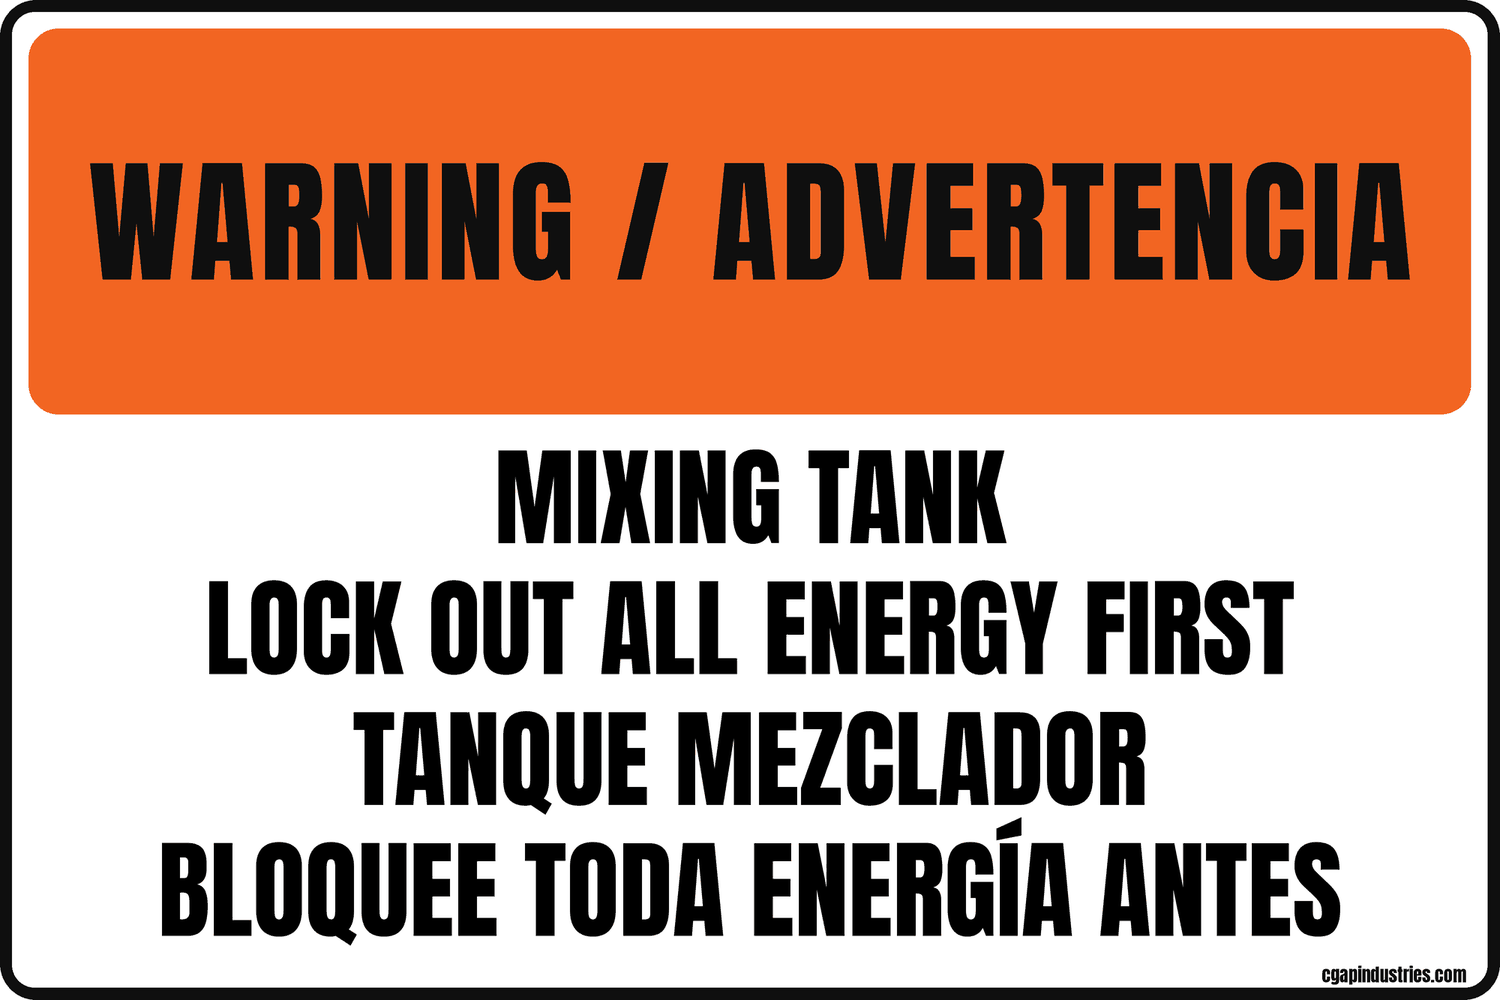 WARNING / ADVERTENCIA
MIXING TANK
LOCK OUT ALL ENERGY FIRST
TANQUE MEZCLADOR
BLOQUEE TODA ENERGÍA ANTES
cgapindustries.com